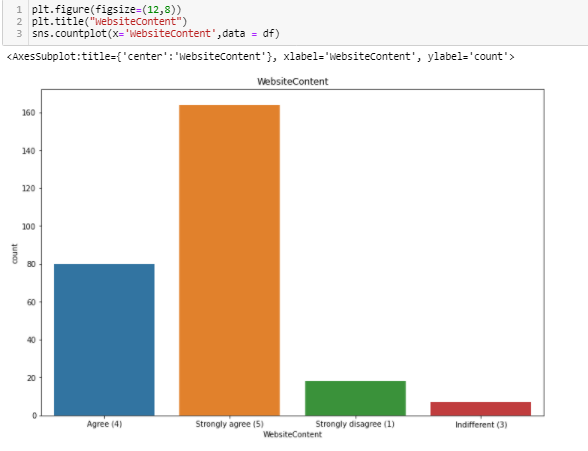 1 plt.figure(figsize=(12,8))
2 plt.title("WebsiteContent")
3 sns.countplot(x='WebsiteContent',data = df)
<AxesSubplot:title={'center':'WebsiteContent'}, xlabel='WebsiteContent', ylabel='count'>
WebsiteContent
160
140
120
100
80
60
40
20
0
count
Agree (4) Strongly agree (5) Strongly disagree (1) Indifferent (3)
WebsiteContent